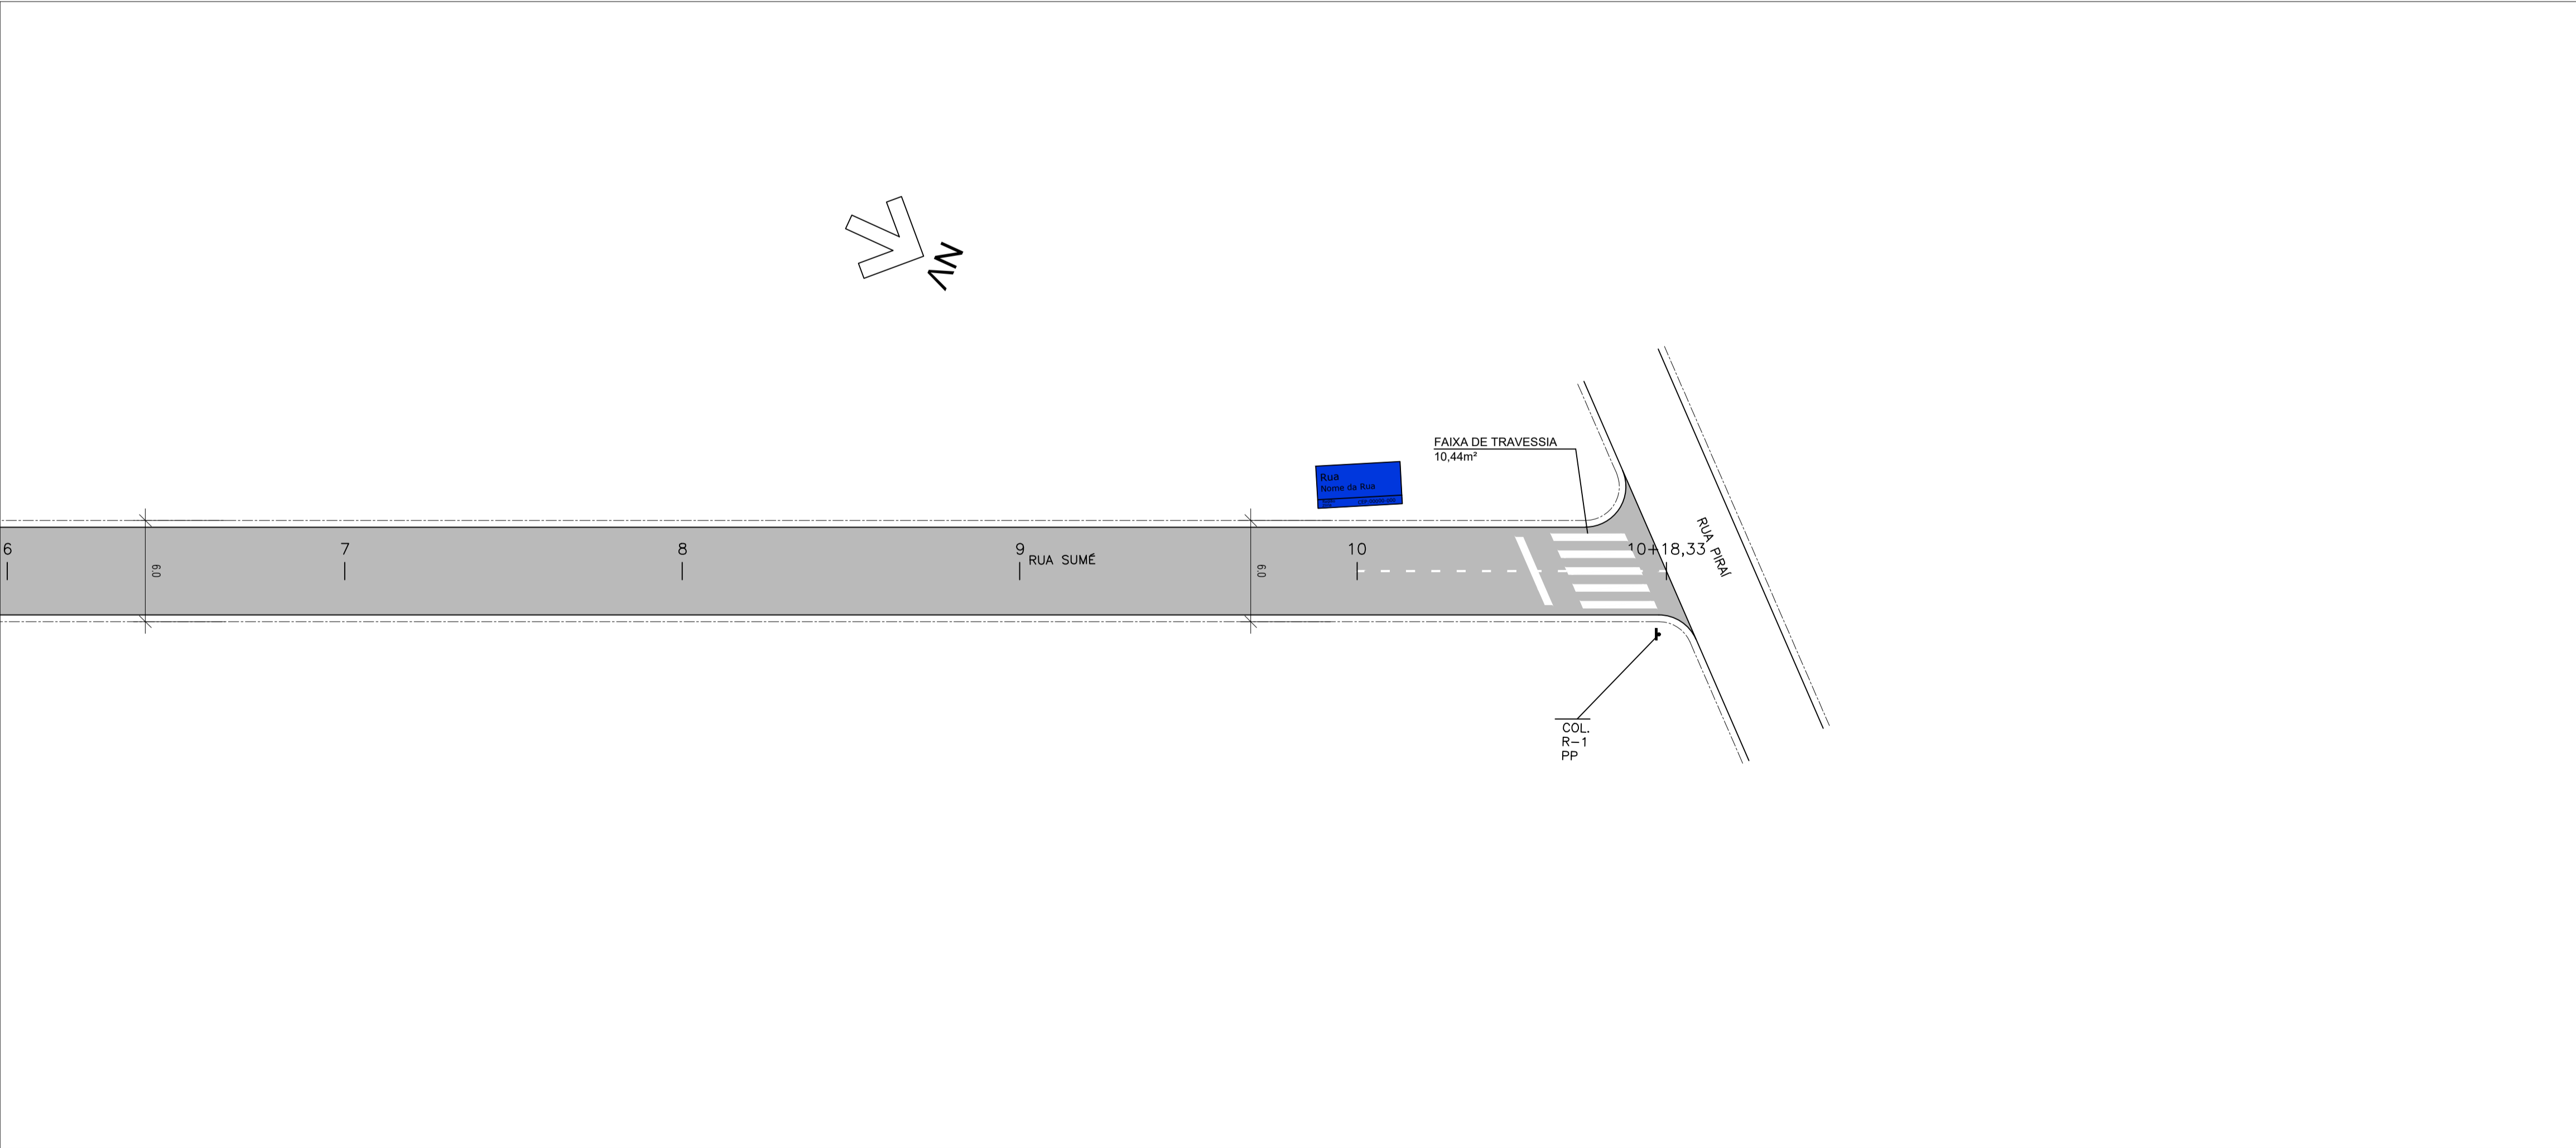 NV
FAIXA DE TRAVESSIA
10,44m²
Rua
Nome da Rua
6
7
8
9
10
10+18,33
RUA SUMÉ
6.0
6.0
RUA PIRAÍ
COL.
R-1
PP